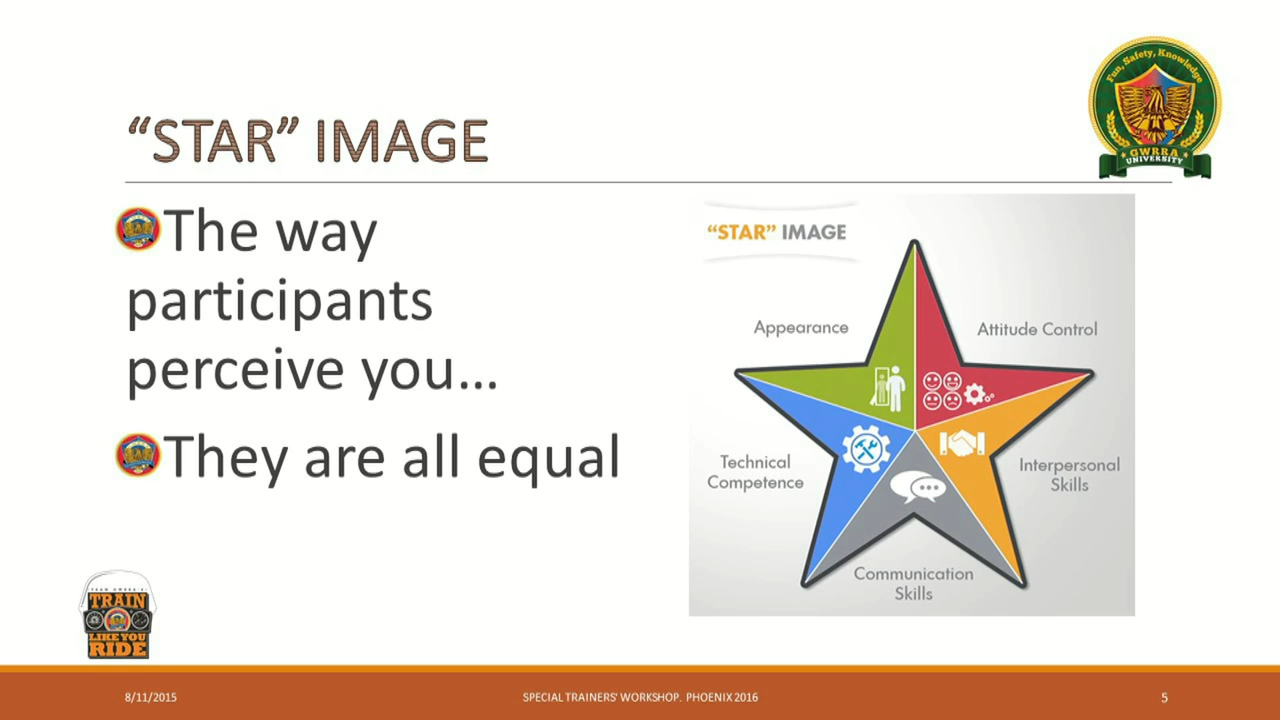 Fun, Safety, Knowledge
GWRRA
UNIVERSITY
“STAR” IMAGE
The way
participants
perceive you…
They are all equal
“STAR” IMAGE
Appearance
Attitude Control
Technical
Competence
Interpersonal
Skills
Communication
Skills
TRAIN
LIKE YOU
RIDE
8/11/2015
SPECIAL TRAINERS' WORKSHOP. PHOENIX 2016
5